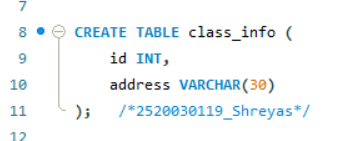 7
8 CREATE TABLE class_info (
9 id INT,
10 address VARCHAR(30)
11 ); /*2520030119_Shreyas*/
12